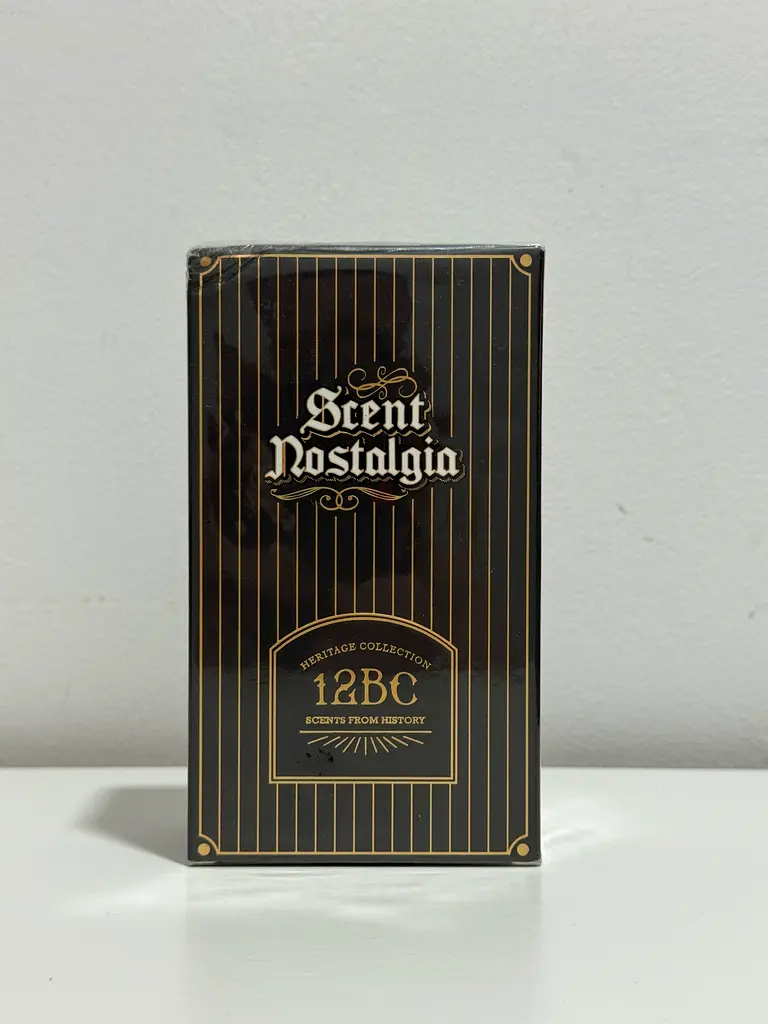 Scent
Nostalgia
HERITAGE COLLECTION
12BC
SCENTS FROM HISTORY